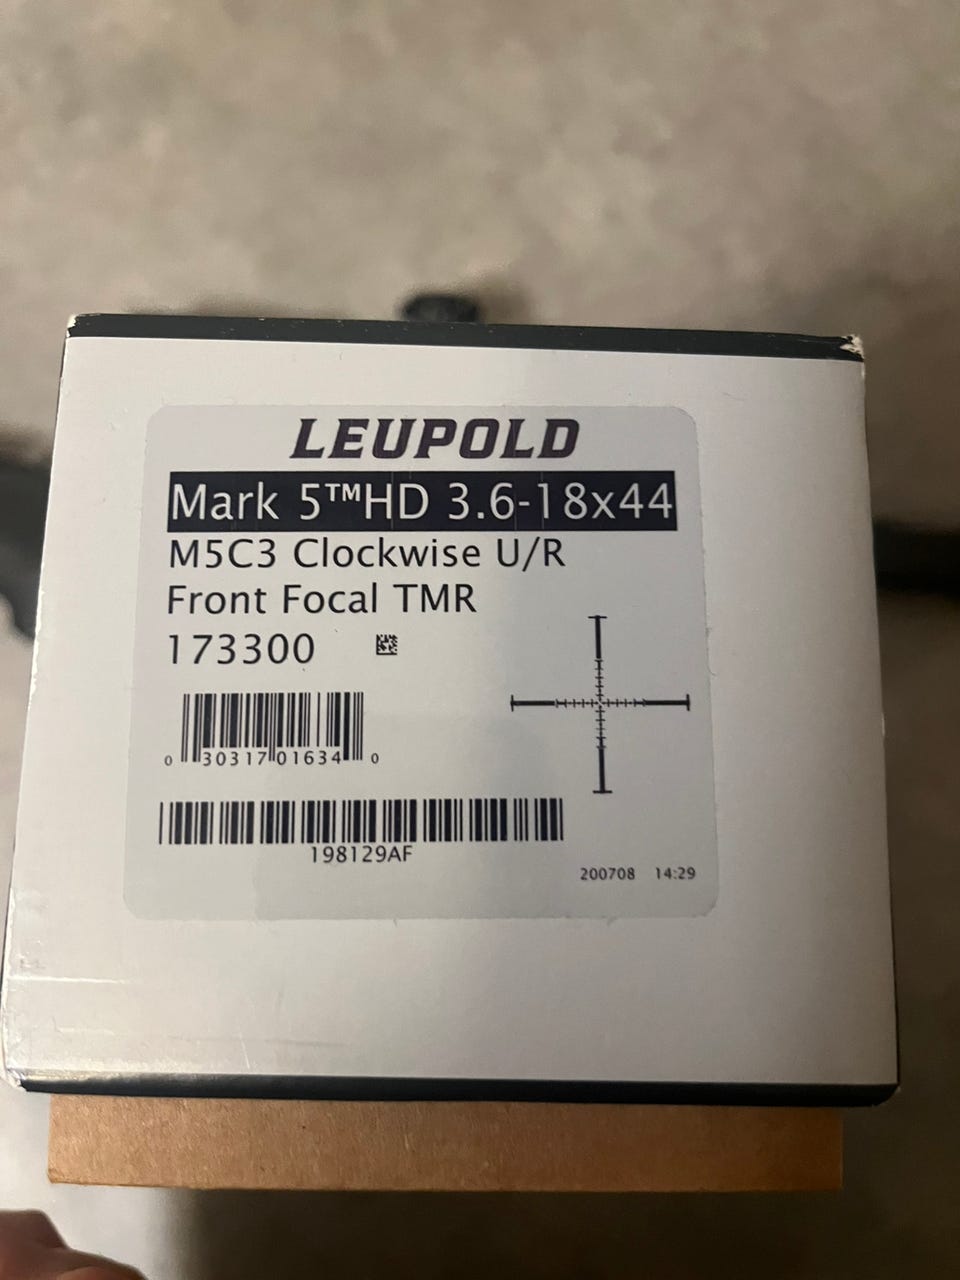 LEUPOLD
Mark 5™HD 3.6-18x44
M5C3 Clockwise U/R
Front Focal TMR
173300
0 30317 01634 0
198129AF
200708 14:29